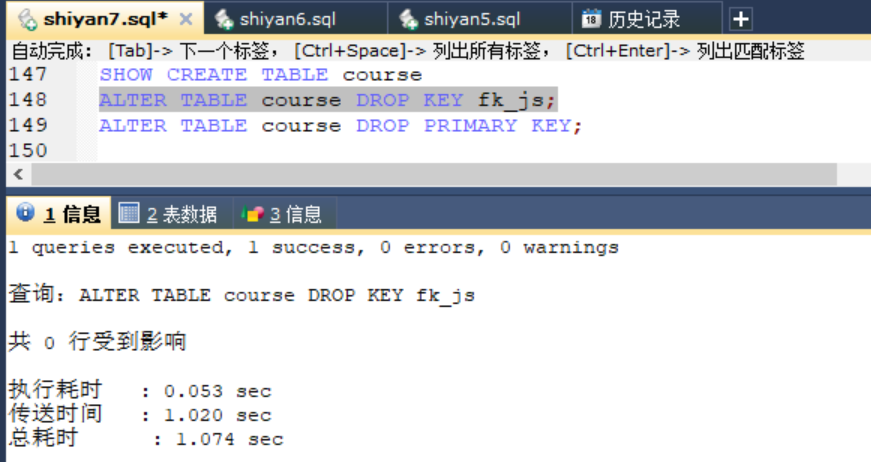 shiyan7.sql* × shiyan6.sql shiyan5.sql 18 历史记录 +
自动完成: [Tab]-> 下一个标签, [Ctrl+Space]-> 列出所有标签, [Ctrl+Enter]-> 列出匹配标签
147 SHOW CREATE TABLE course
148 ALTER TABLE course DROP KEY fk_js;
149 ALTER TABLE course DROP PRIMARY KEY;
150
1 信息 2 表数据 3 信息
1 queries executed, 1 success, 0 errors, 0 warnings
查询: ALTER TABLE course DROP KEY fk_js
共 0 行受到影响
执行耗时 : 0.053 sec
传送时间 : 1.020 sec
总耗时 : 1.074 sec